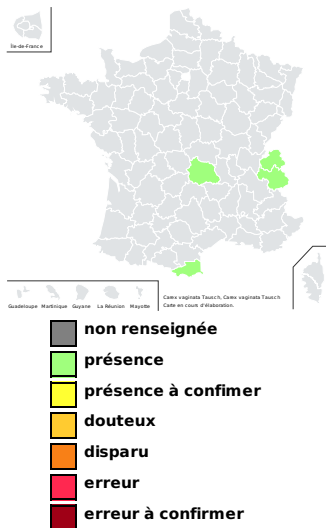 Île-de-France
Guadeloupe Martinique Guyane La Réunion Mayotte
Carex vaginata Tausch, Carex vaginata Tausch
Carte en cours d'élaboration.
non renseignée
présence
présence à confimer
douteux
disparu
erreur
erreur à confirmer